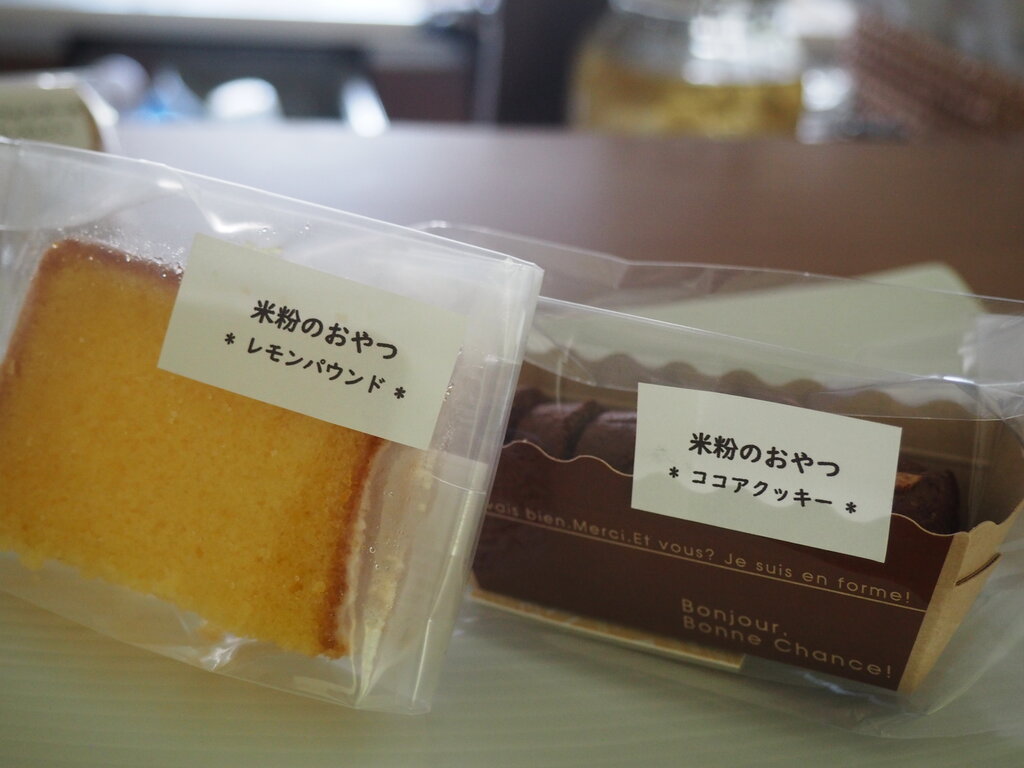 米粉のおやつ
* レモンパウンド *
米粉のおやつ
* ココアクッキー *
vais bien.Merci.Et vous? Je suis en forme!
Bonjour.
Bonne Chance!